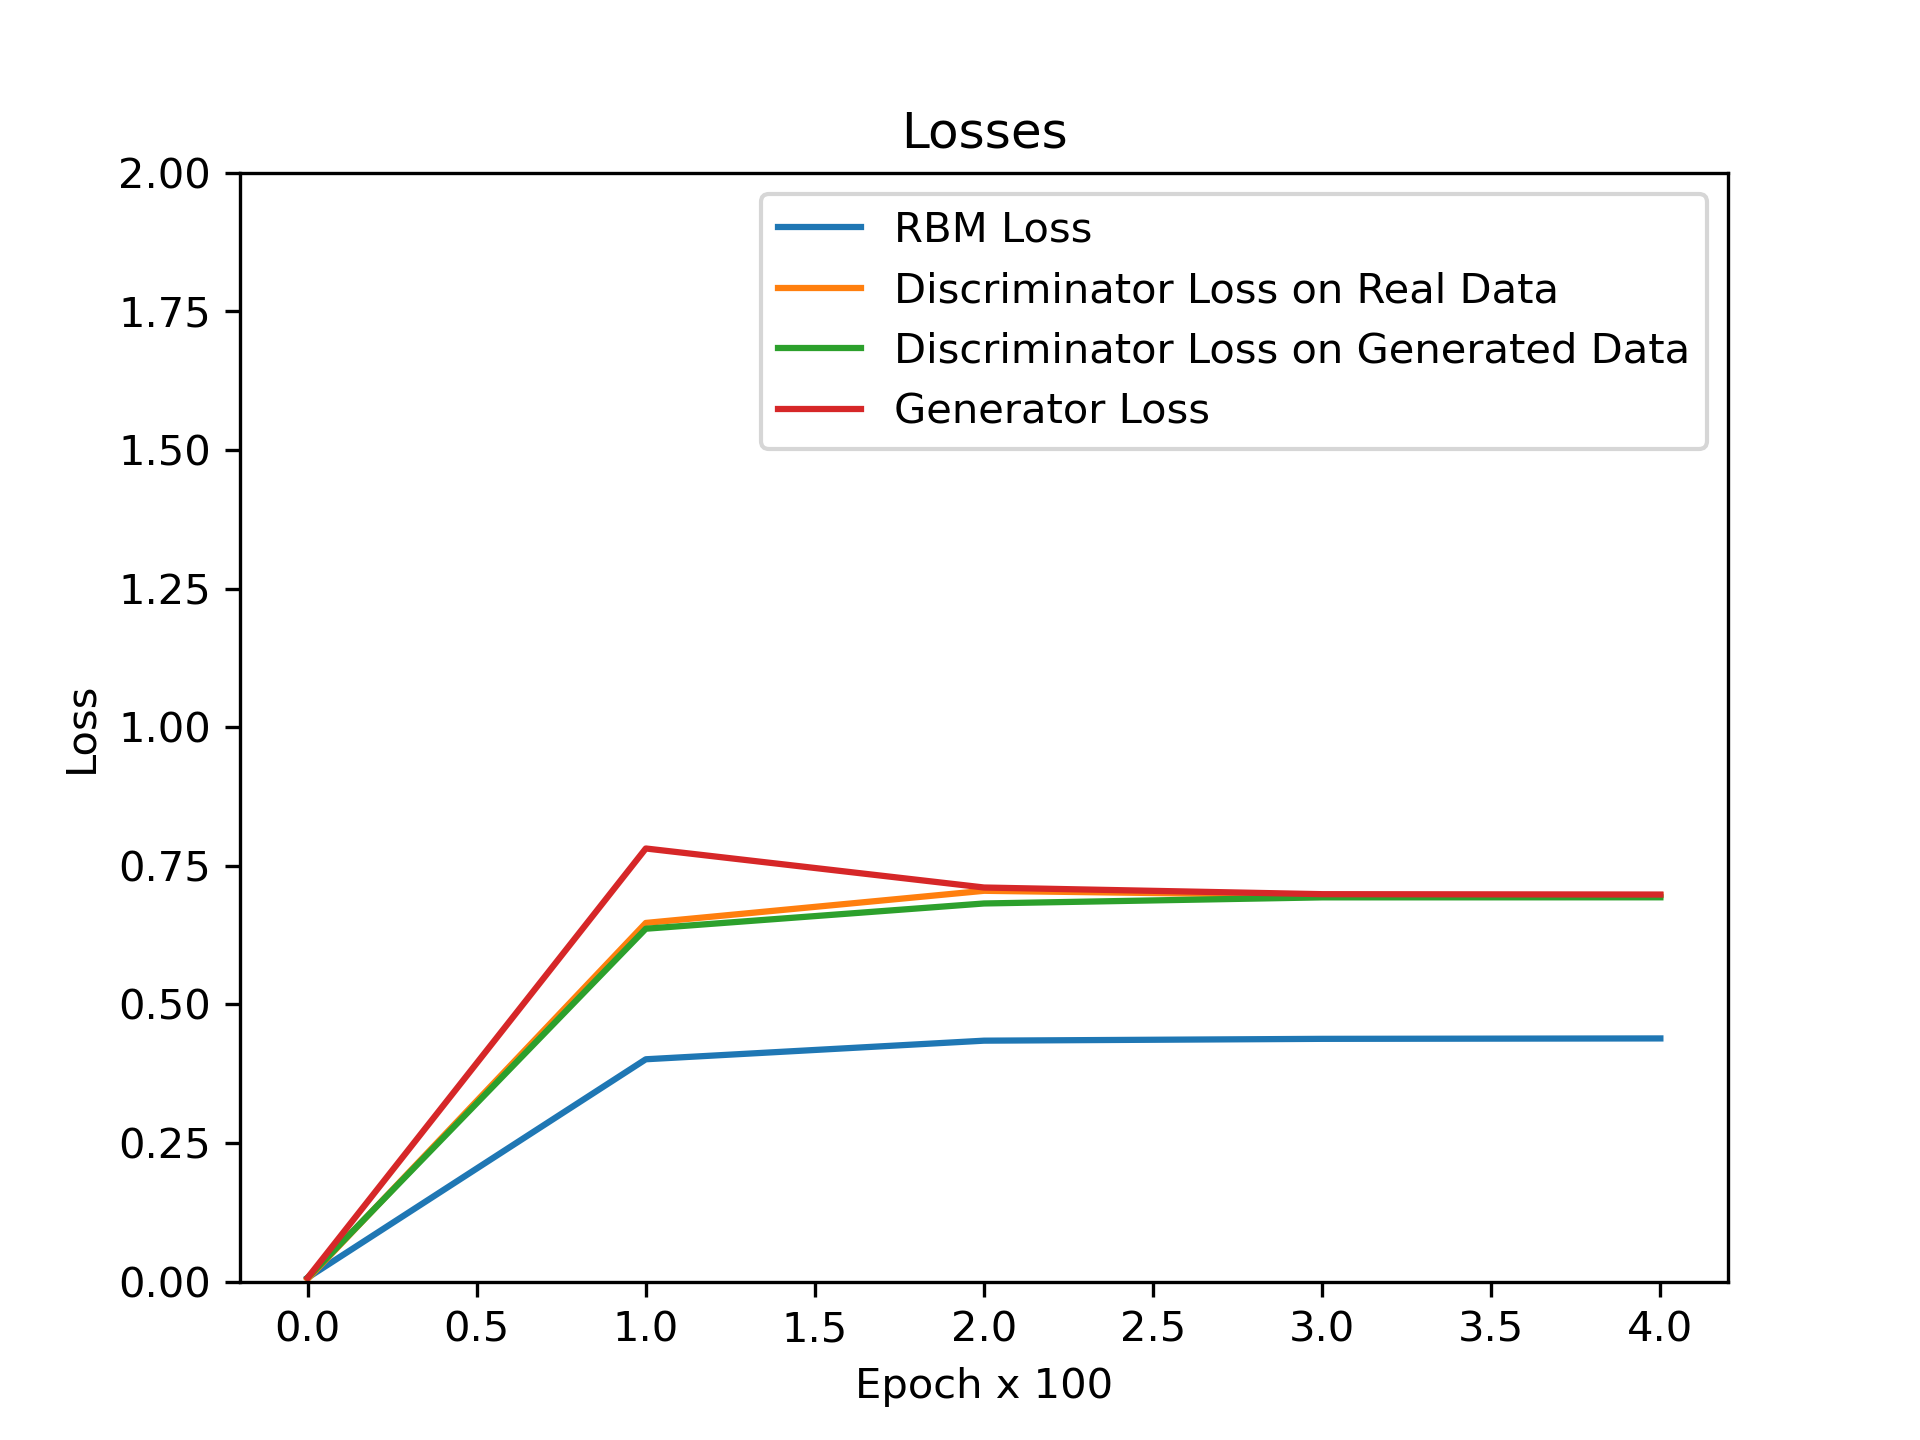 Losses
2.00
1.75
1.50
1.25
1.00
0.75
0.50
0.25
0.00
Loss
RBM Loss
Discriminator Loss on Real Data
Discriminator Loss on Generated Data
Generator Loss
0.0 0.5 1.0 1.5 2.0 2.5 3.0 3.5 4.0
Epoch x 100